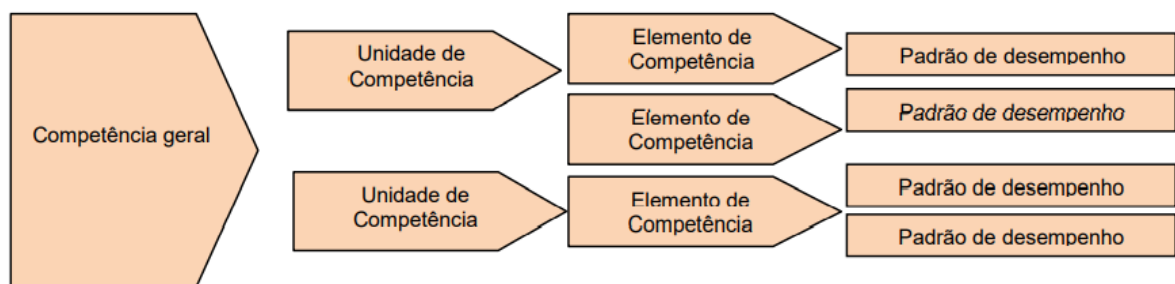 Competência geral
Unidade de
Competência
Elemento de
Competência
Padrão de desempenho
Elemento de
Competência
Padrão de desempenho
Unidade de
Competência
Elemento de
Competência
Padrão de desempenho
Padrão de desempenho